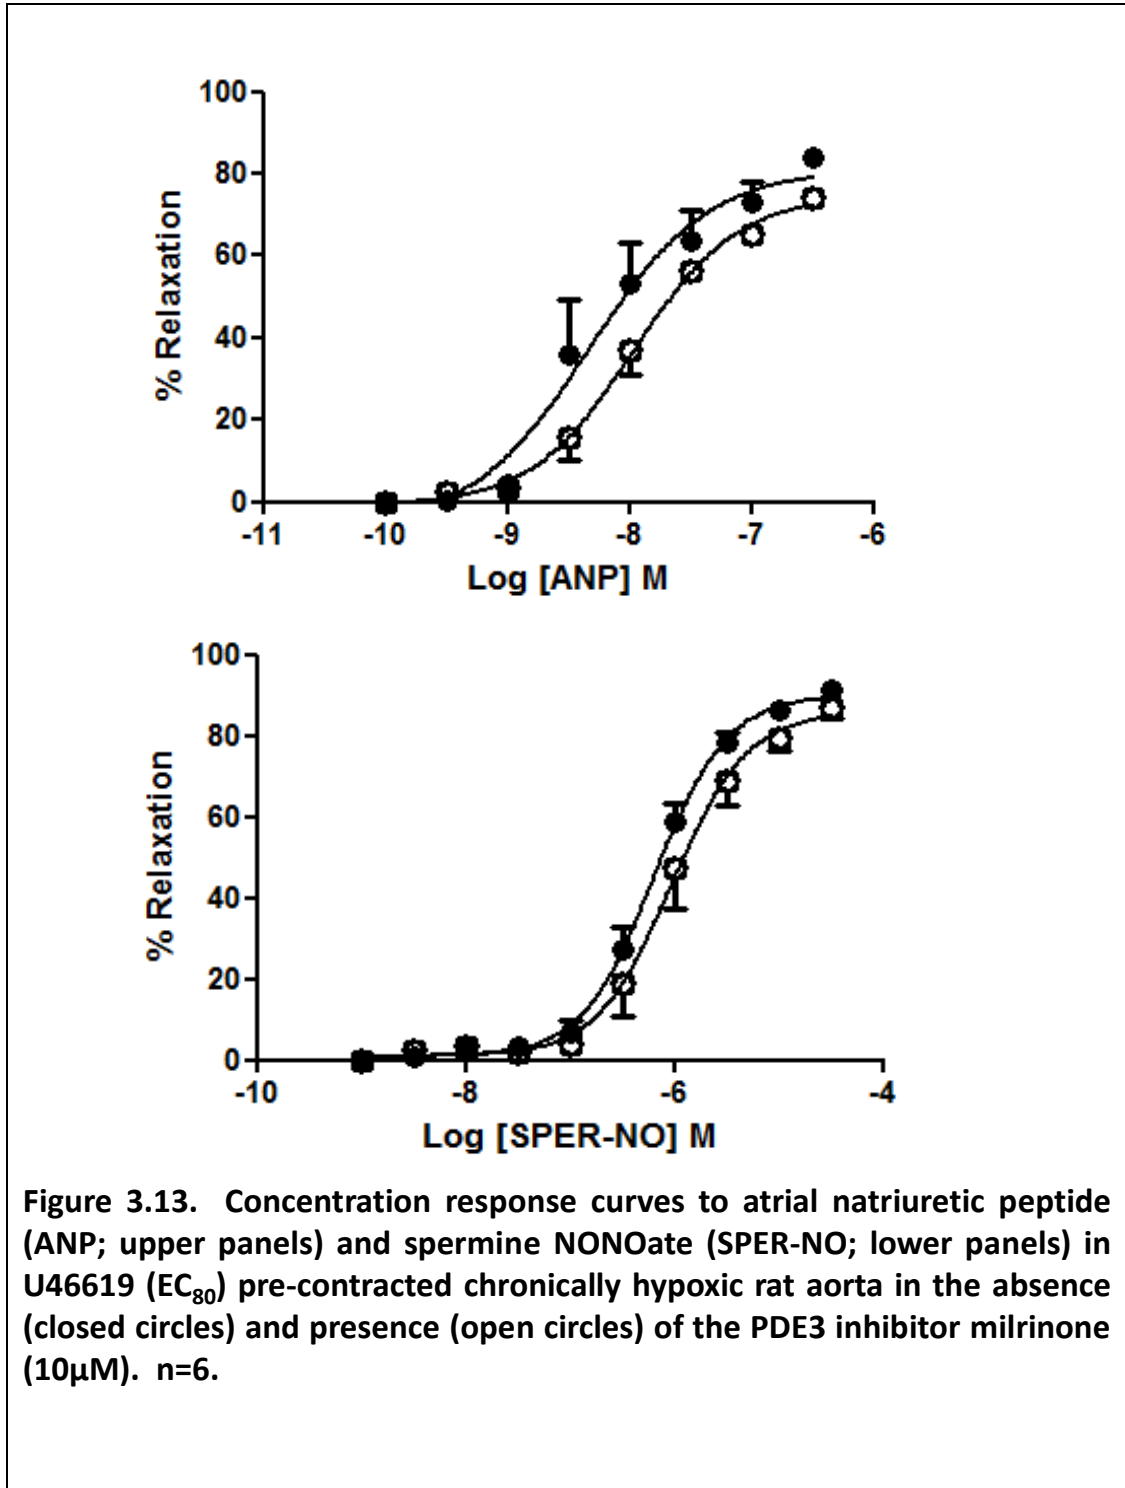 100
80
60
40
20
0
% Relaxation
-11 -10 -9 -8 -7 -6
Log [ANP] M
100
80
60
40
20
0
% Relaxation
-10 -8 -6 -4
Log [SPER-NO] M
Figure 3.13. Concentration response curves to atrial natriuretic peptide
(ANP; upper panels) and spermine NONOate (SPER-NO; lower panels) in
U46619 (EC₈₀) pre-contracted chronically hypoxic rat aorta in the absence
(closed circles) and presence (open circles) of the PDE3 inhibitor milrinone
(10µM). n=6.